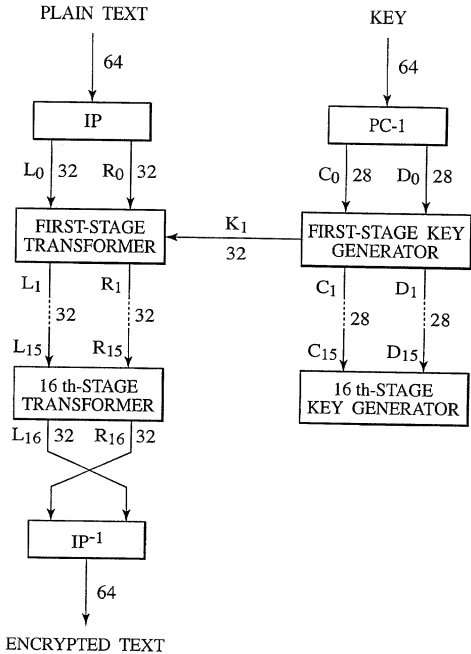 PLAIN TEXT
KEY
64
64
IP
PC-1
L0 32 R0 32
C0 28 D0 28
FIRST-STAGE
TRANSFORMER
K1
32
FIRST-STAGE KEY
GENERATOR
L1 R1
32 32
C1 D1
28 28
L15 R15
C15 D15
16 th-STAGE
TRANSFORMER
16 th-STAGE
KEY GENERATOR
L16 32 R16 32
IP-1
64
ENCRYPTED TEXT